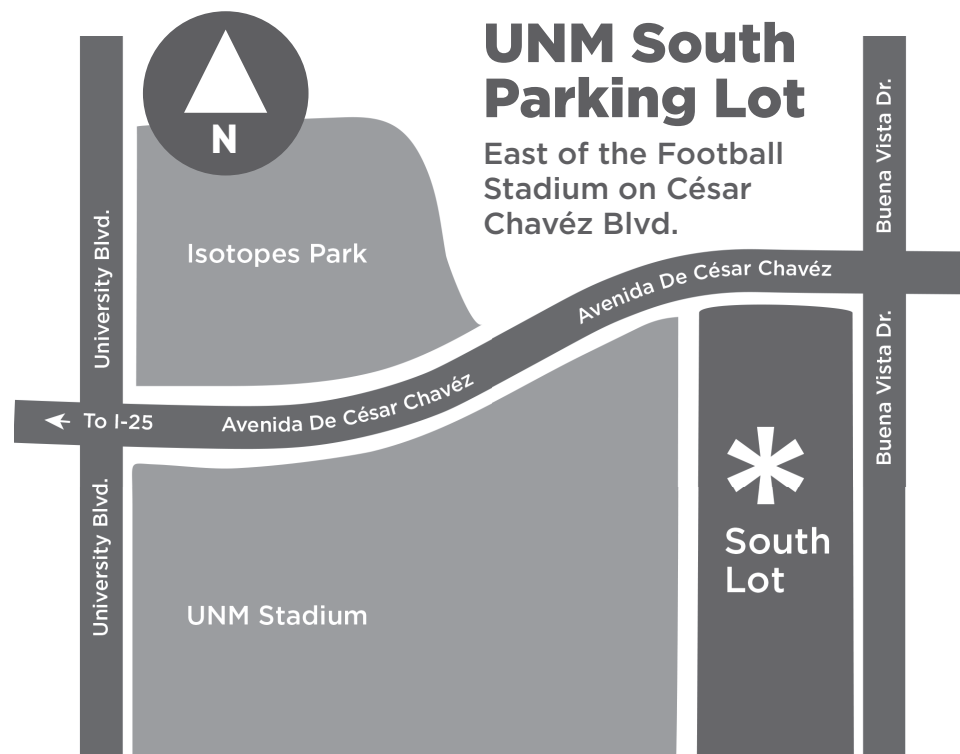 UNM South
Parking Lot
East of the Football
Stadium on César
Chavéz Blvd.
N
Buena Vista Dr.
University Blvd.
Isotopes Park
Avenida De César Chavéz
Buena Vista Dr.
To I-25
Avenida De César Chavéz
University Blvd.
South
Lot
UNM Stadium